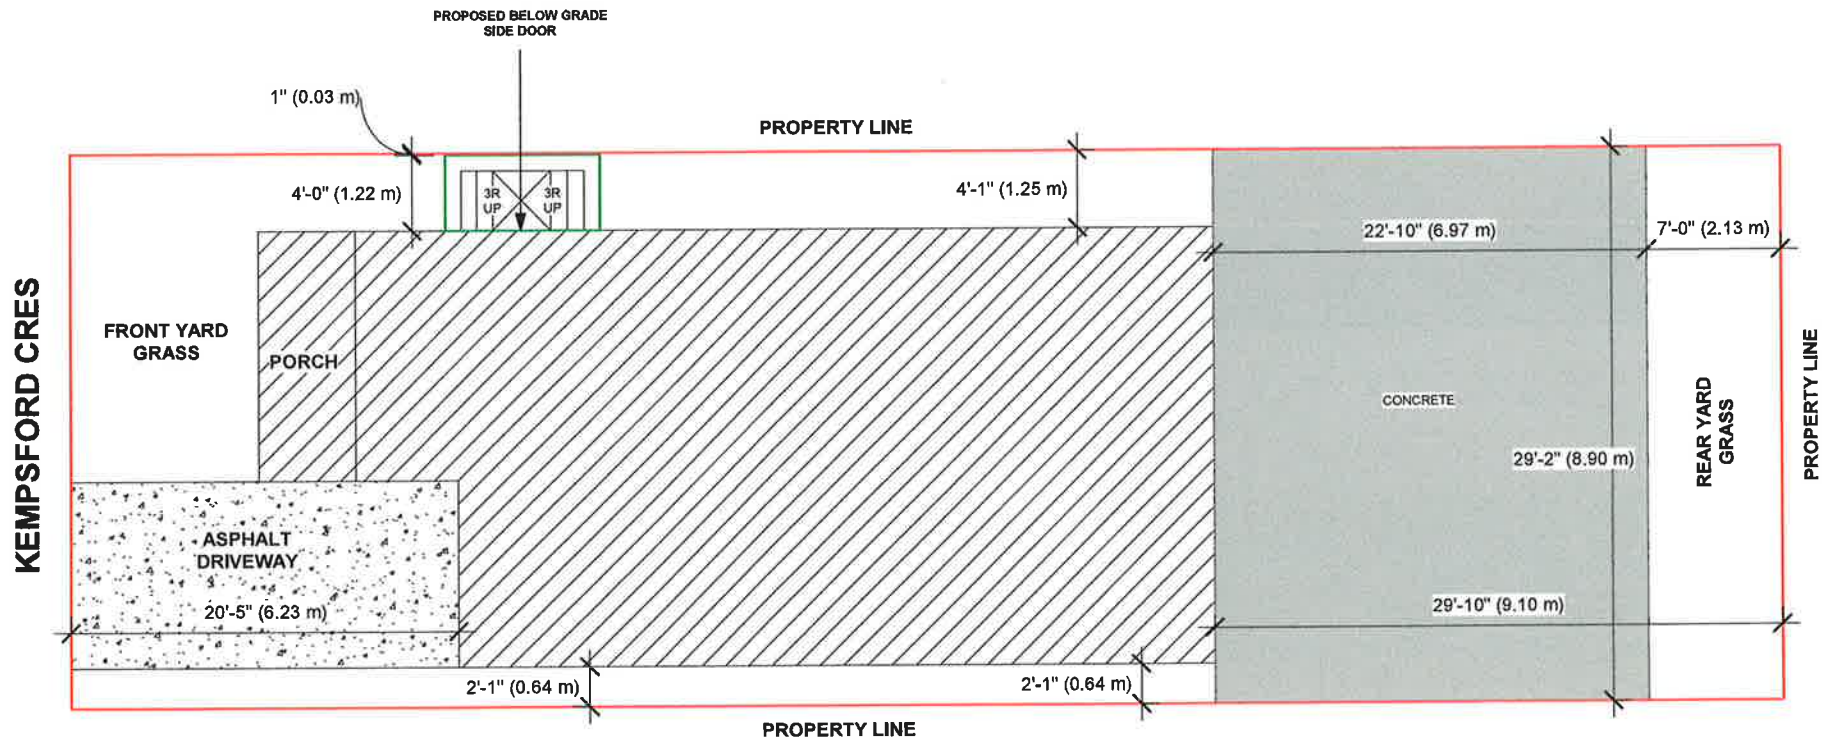 PROPOSED BELOW GRADE
SIDE DOOR
1" (0.03 m)
PROPERTY LINE
4'-0" (1.22 m)
3R
UP
3R
UP
4'-1" (1.25 m)
22'-10" (6.97 m)
7'-0" (2.13 m)
KEMPSFORD CRES
FRONT YARD
GRASS
PORCH
CONCRETE
29'-2" (8.90 m)
REAR YARD
GRASS
PROPERTY LINE
ASPHALT
DRIVEWAY
20'-5" (6.23 m)
29'-10" (9.10 m)
2'-1" (0.64 m)
2'-1" (0.64 m)
PROPERTY LINE